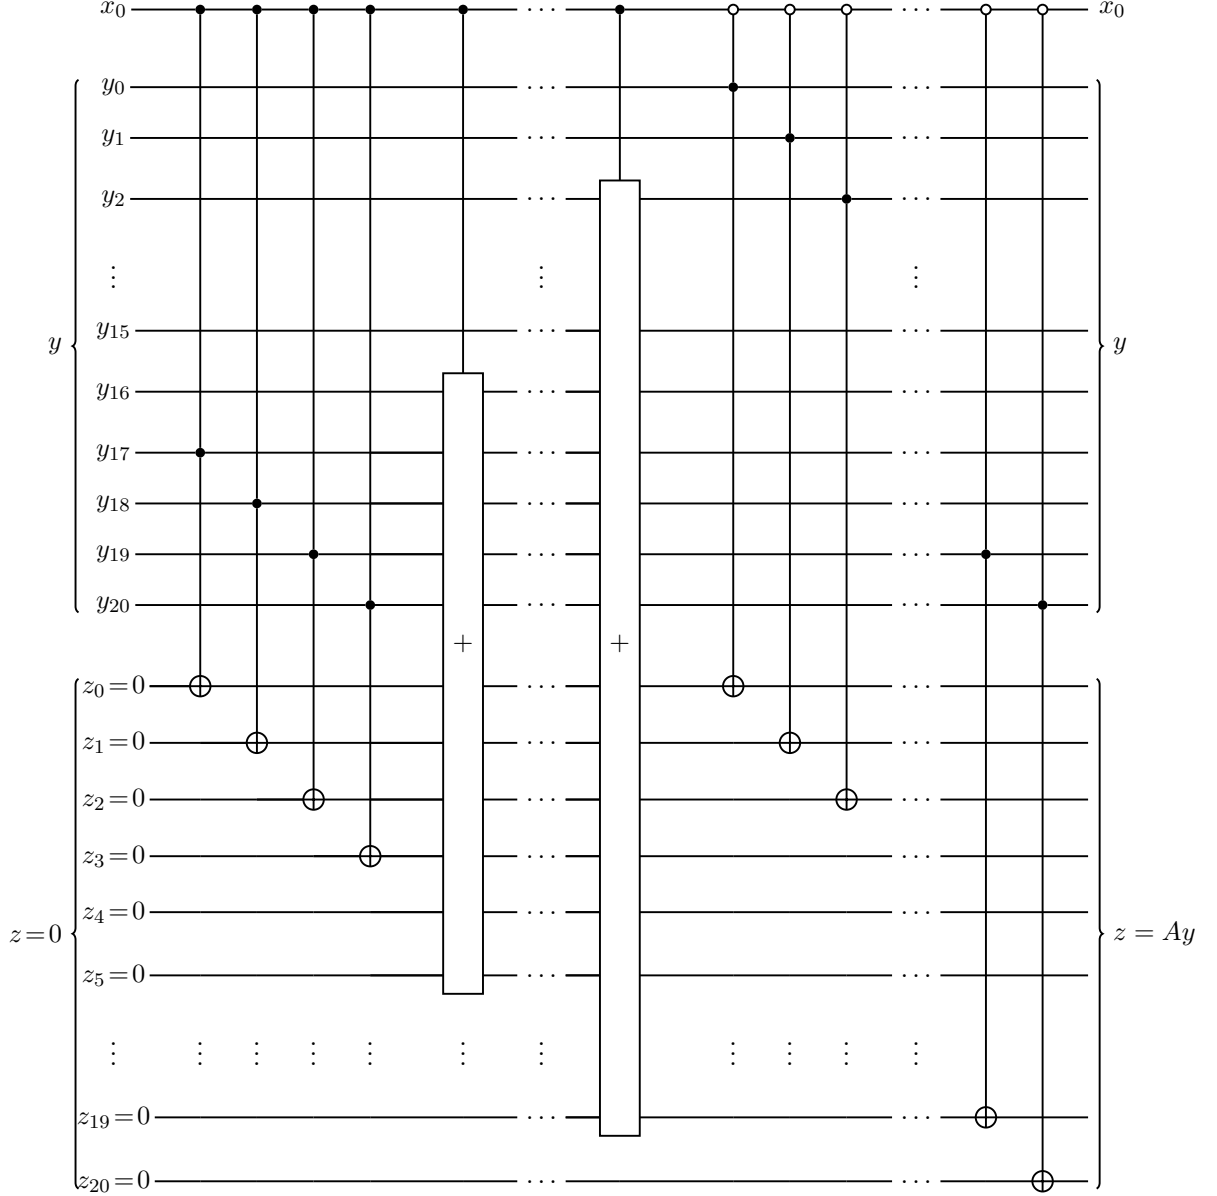 x₀ ··· ··· x₀
y₀ ··· ···
y₁ ··· ···
y₂ ··· ···
⋮ ⋮ ⋮
y₁₅ ··· ···
y y
y₁₆ ··· ···
y₁₇ ··· ···
y₁₈ ··· ···
y₁₉ ··· ···
y₂₀ ··· ···
+ +
z₀=0 ··· ···
z₁=0 ··· ···
z₂=0 ··· ···
z₃=0 ··· ···
z₄=0 ··· ···
z=0 z = Ay
z₅=0 ··· ···
⋮ ⋮ ⋮ ⋮ ⋮ ⋮ ⋮ ⋮ ⋮ ⋮ ⋮
z₁₉=0 ··· ···
z₂₀=0 ··· ···